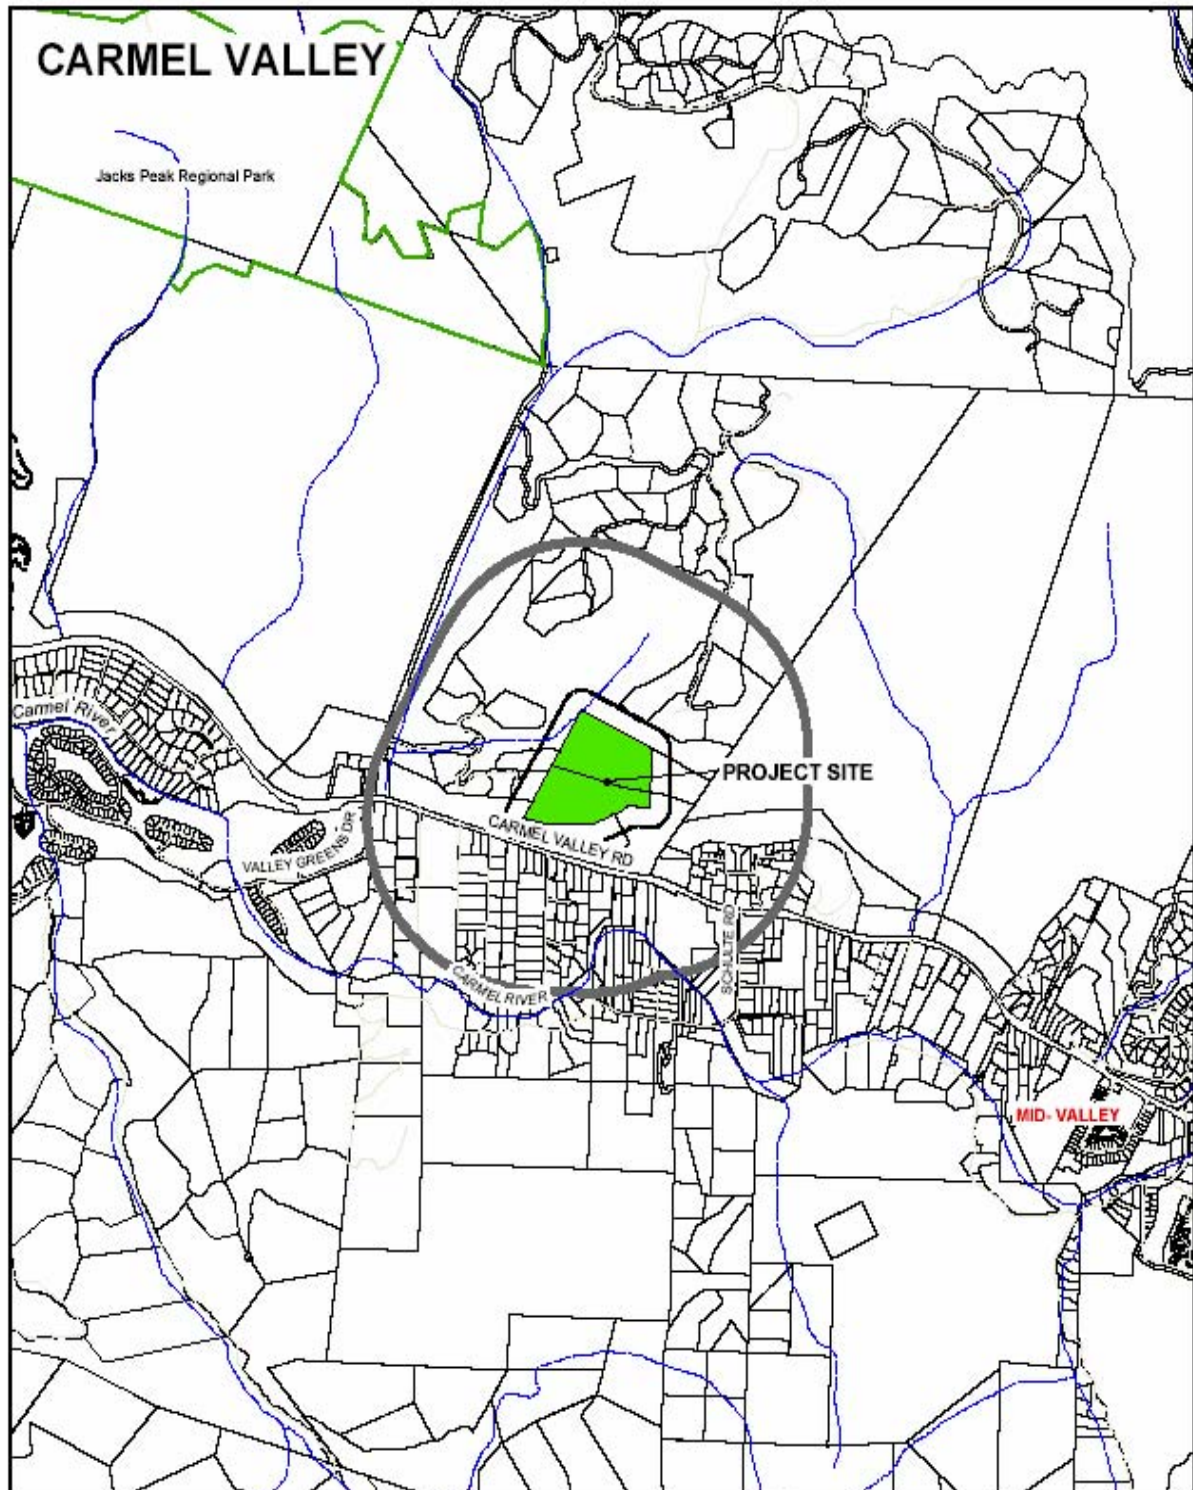 CARMEL VALLEY
Jacks Peak Regional Park
Carmel River
PROJECT SITE
CARMEL VALLEY RD
VALLEY GREENS DR
SCHULTE RD
CARMEL RIVER
MID- VALLEY